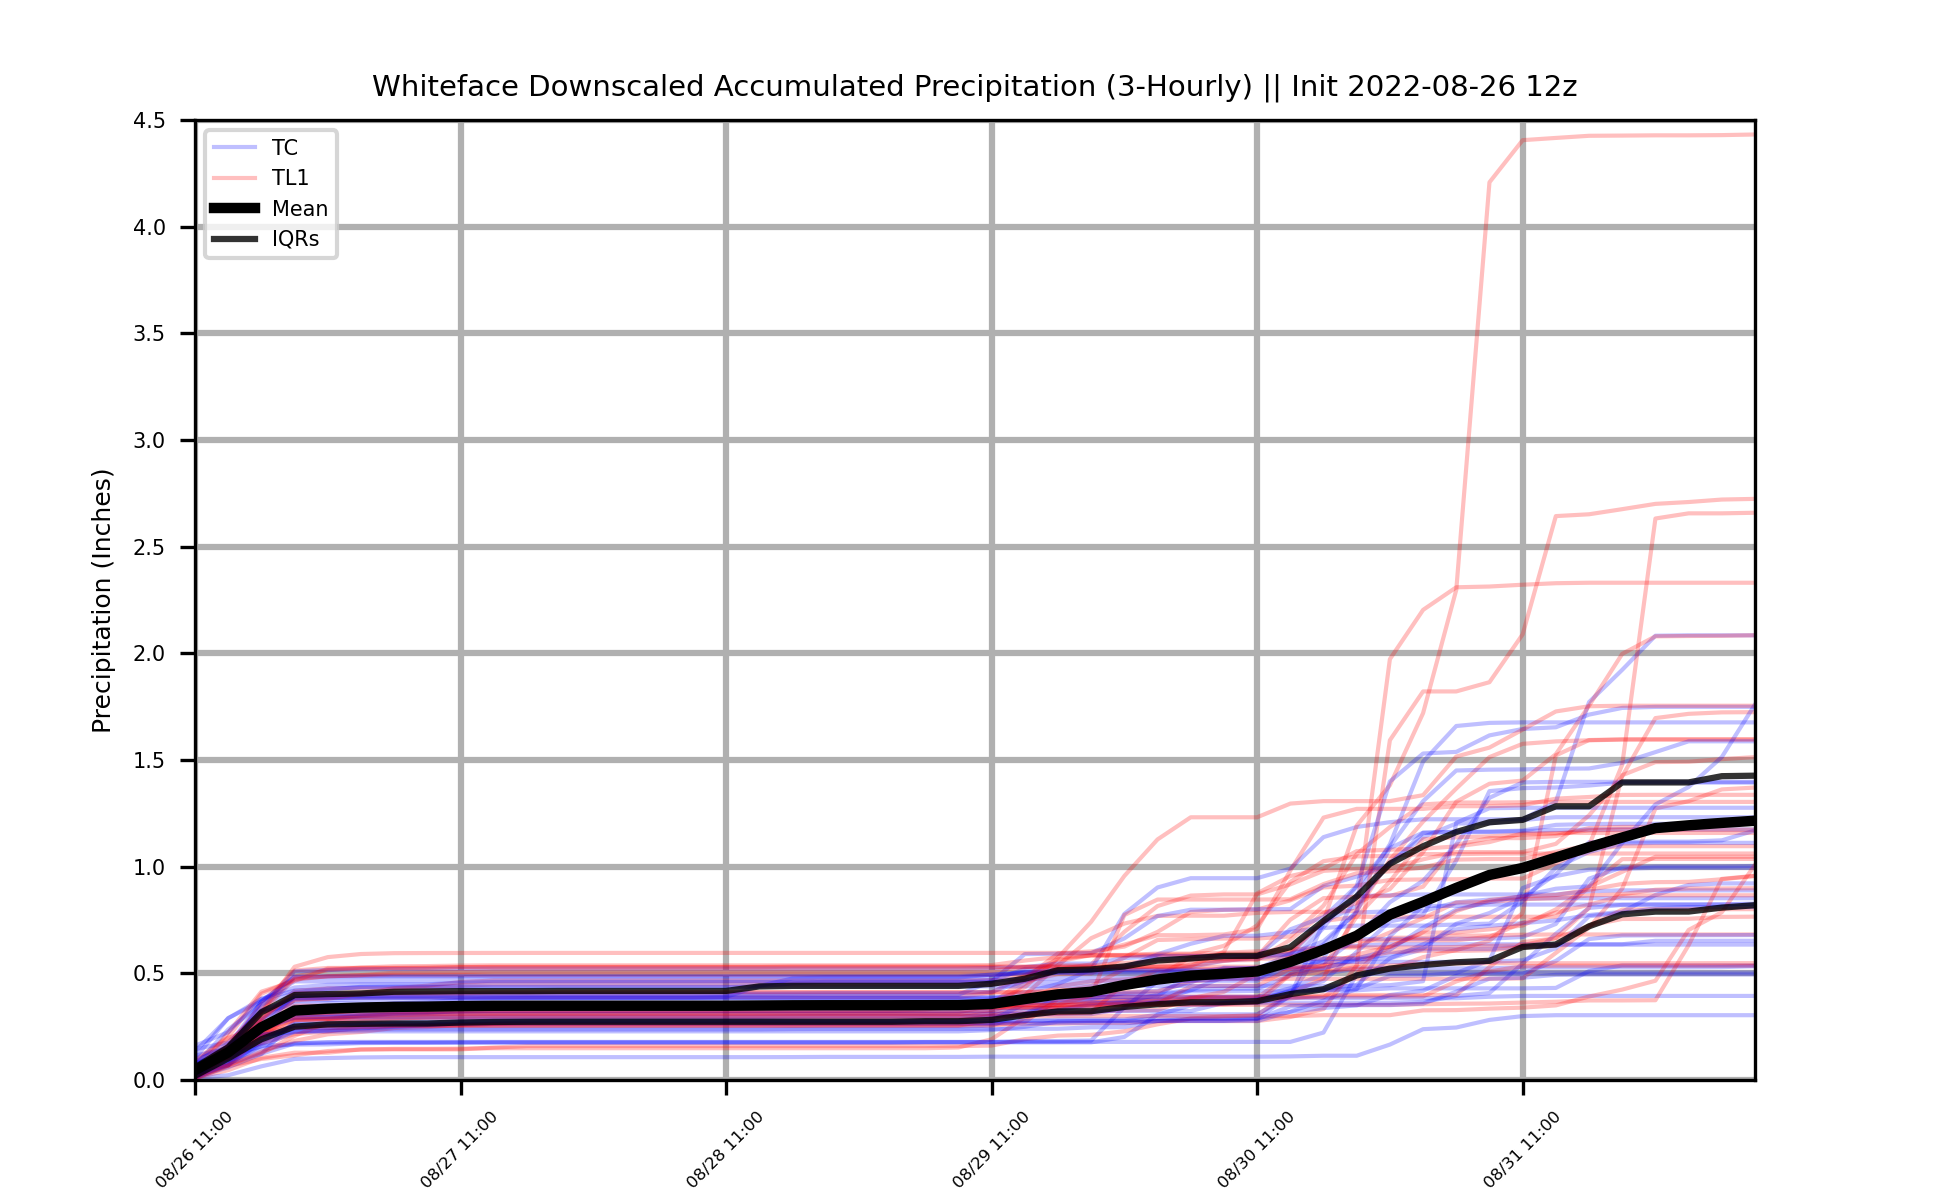 Whiteface Downscaled Accumulated Precipitation (3-Hourly) || Init 2022-08-26 12z
TC
TL1
Mean
IQRs
Precipitation (Inches)
4.5
4.0
3.5
3.0
2.5
2.0
1.5
1.0
0.5
0.0
08/26 11:00
08/27 11:00
08/28 11:00
08/29 11:00
08/30 11:00
08/31 11:00